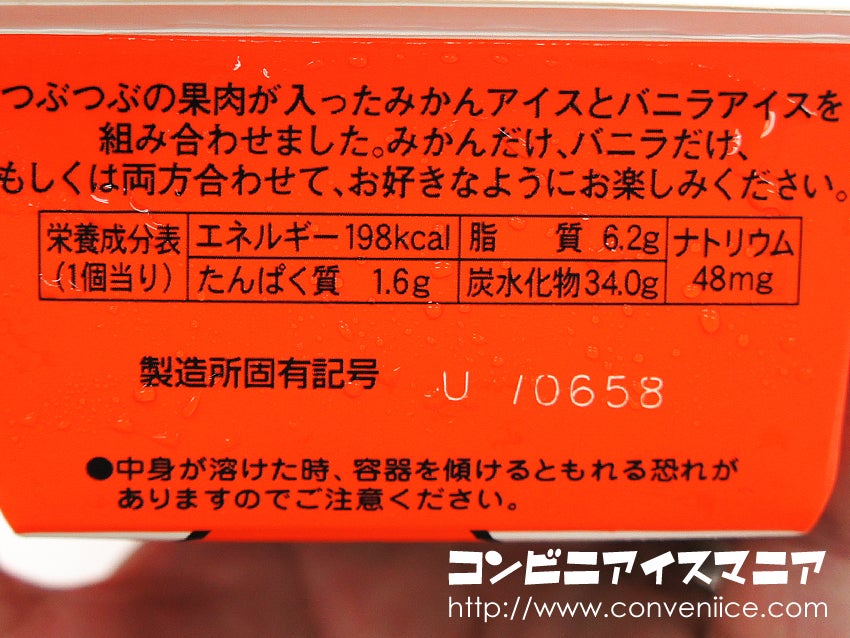 つぶつぶの果肉が入ったみかんアイスとバニラアイスを
組み合わせました。みかんだけ、バニラだけ、
もしくは両方合わせて、お好きなようにお楽しみください。
栄養成分表 エネルギー198kcal 脂 質 6.2g ナトリウム
(1個当り) たんぱく質 1.6g 炭水化物34.0g 48mg
製造所固有記号 U /0658
●中身が溶けた時、容器を傾けるともれる恐れが
ありますのでご注意ください。
コンビニアイスマニア
http://www.conveniice.com